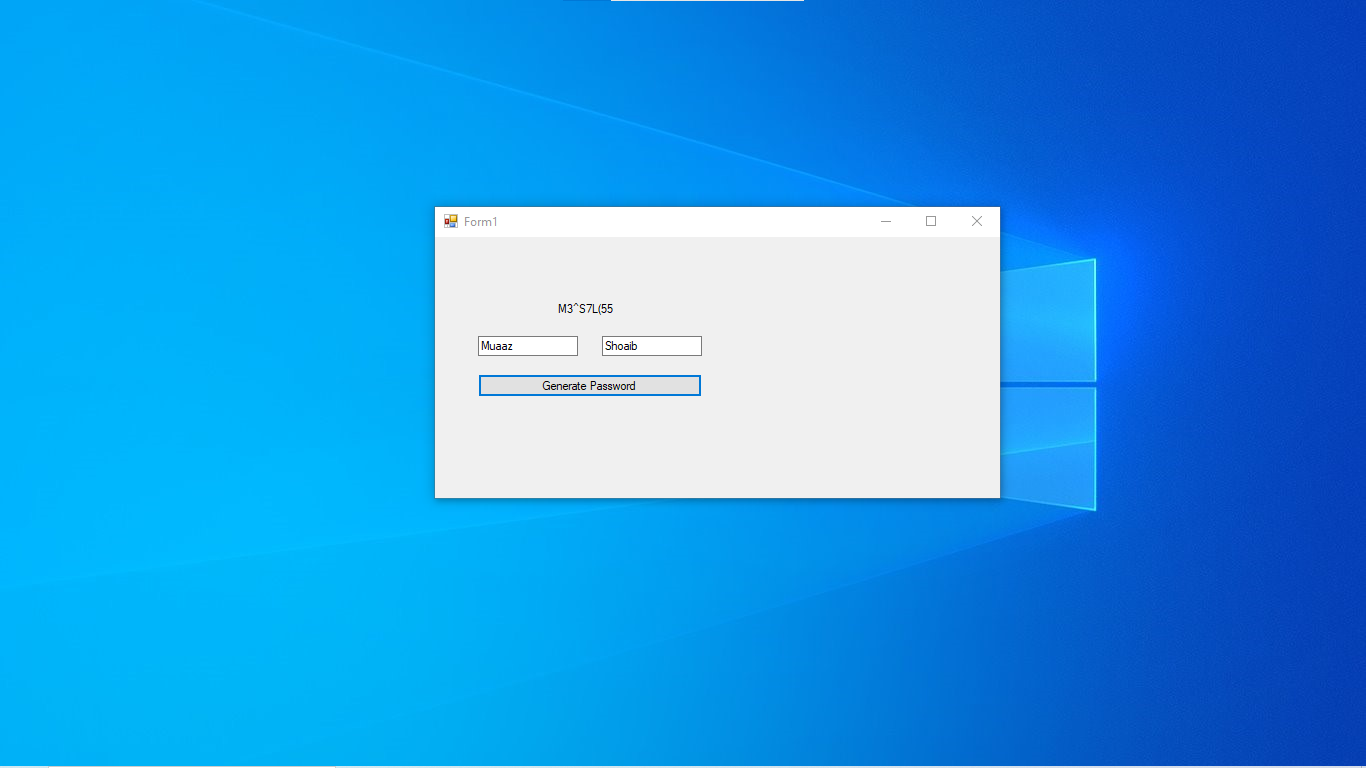 Form1
M3^S7L(55
Muaaz
Shoaib
Generate Password